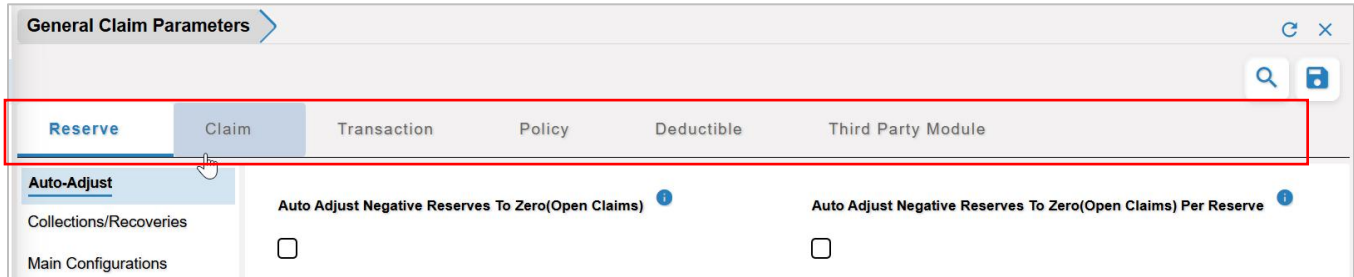 General Claim Parameters
Reserve Claim Transaction Policy Deductible Third Party Module
Auto-Adjust
Collections/Recoveries
Main Configurations
Auto Adjust Negative Reserves To Zero(Open Claims)
Auto Adjust Negative Reserves To Zero(Open Claims) Per Reserve